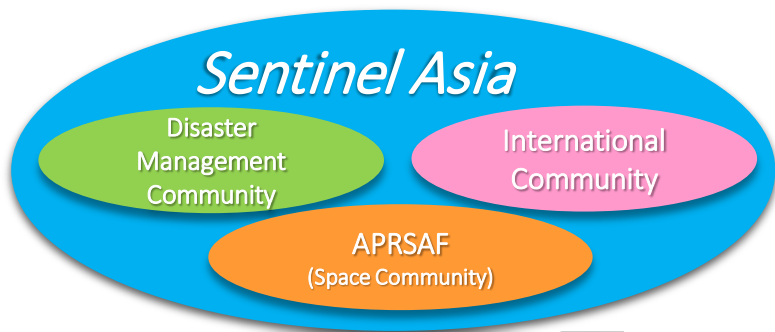 Sentinel Asia
Disaster
Management
Community
International
Community
APRSAF
(Space Community)